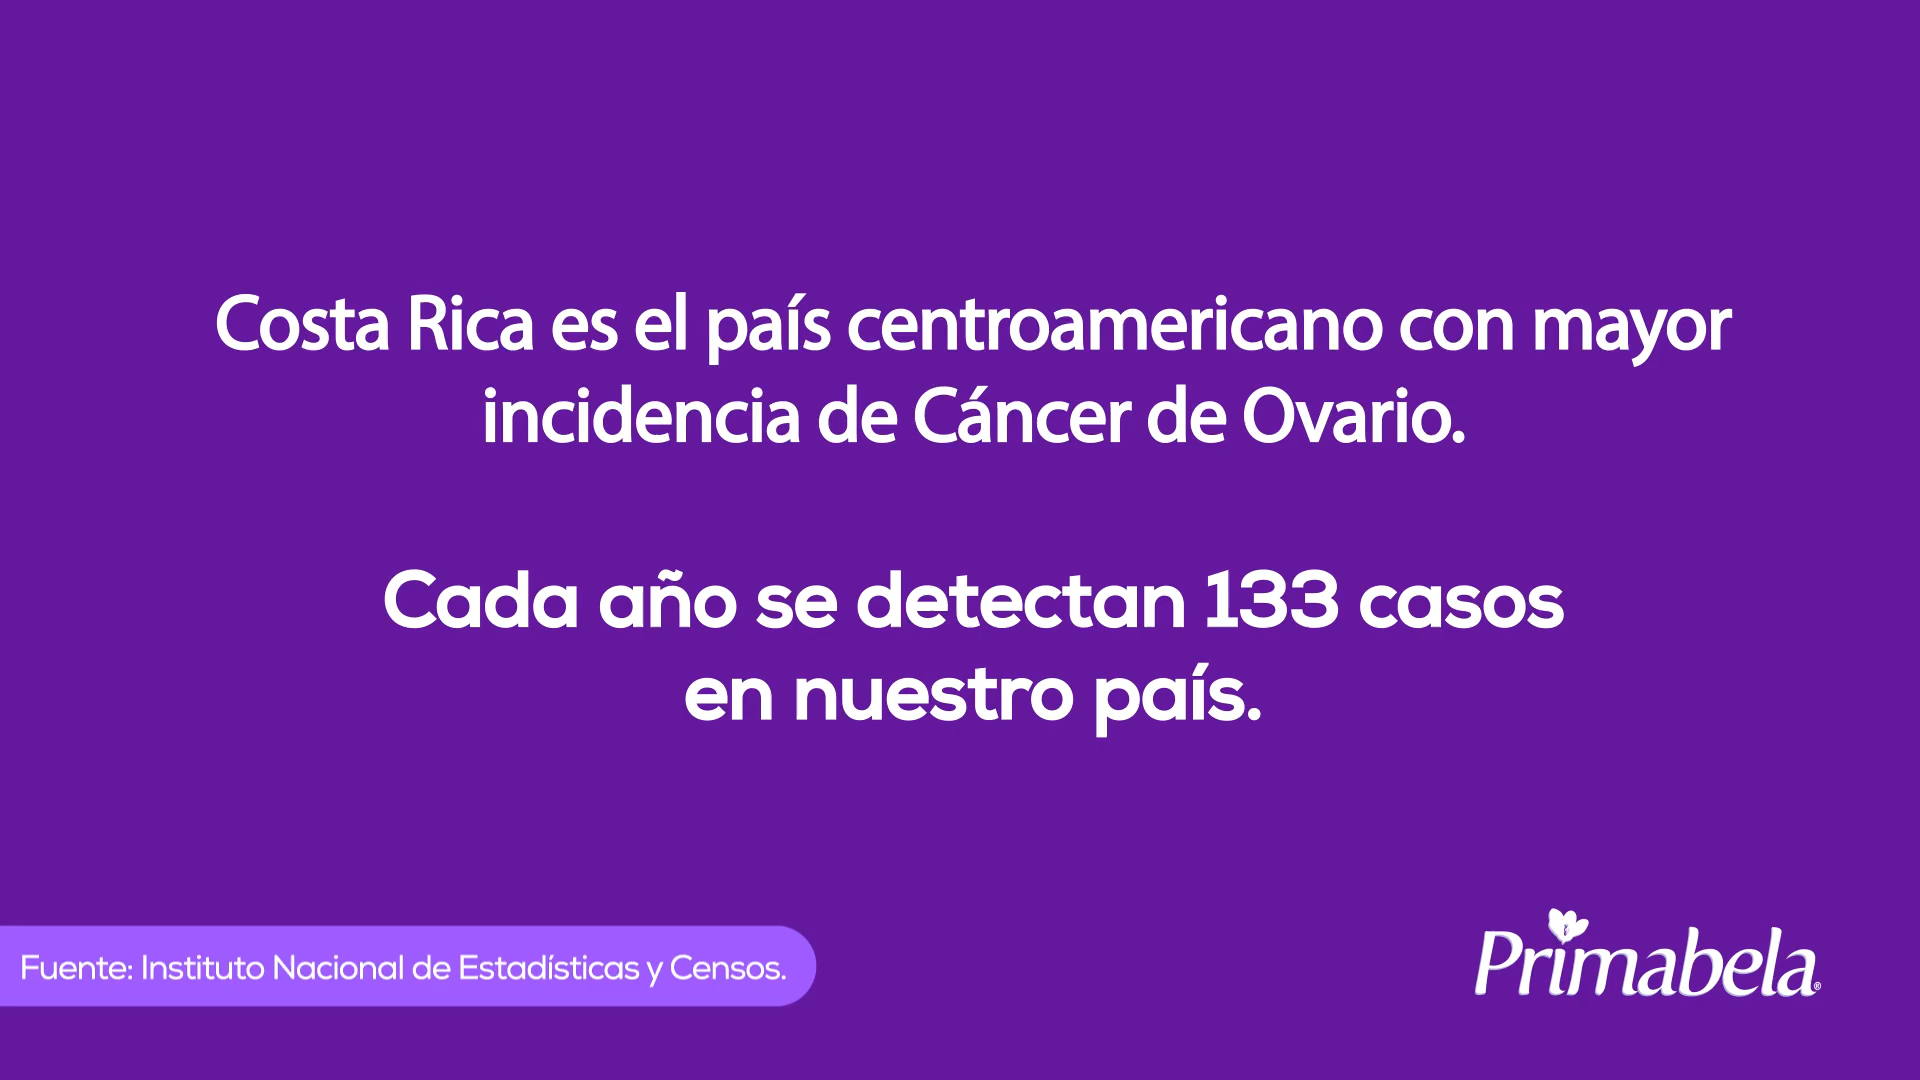 Costa Rica es el país centroamericano con mayor
incidencia de Cáncer de Ovario.
Cada año se detectan 133 casos
en nuestro país.
Fuente: Instituto Nacional de Estadísticas y Censos.
Primabela®